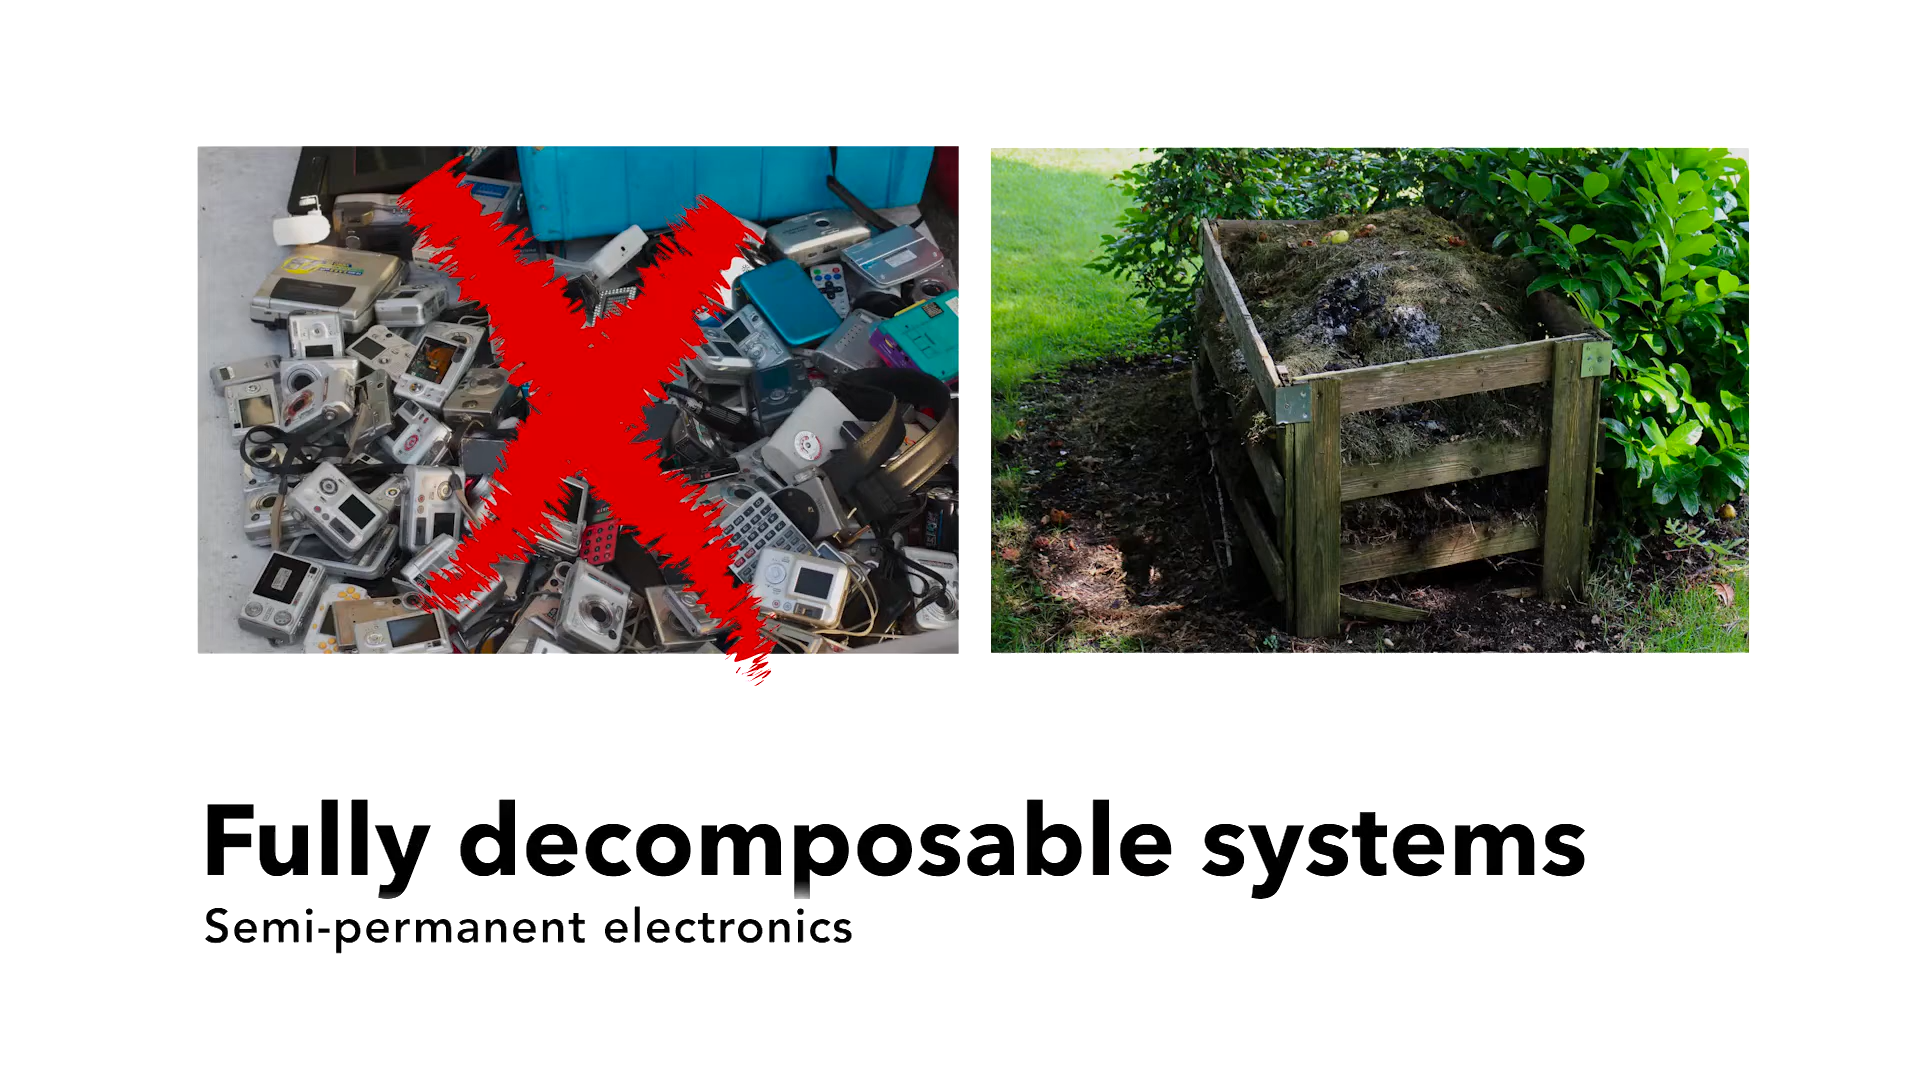 Fully decomposable systems
Semi-permanent electronics